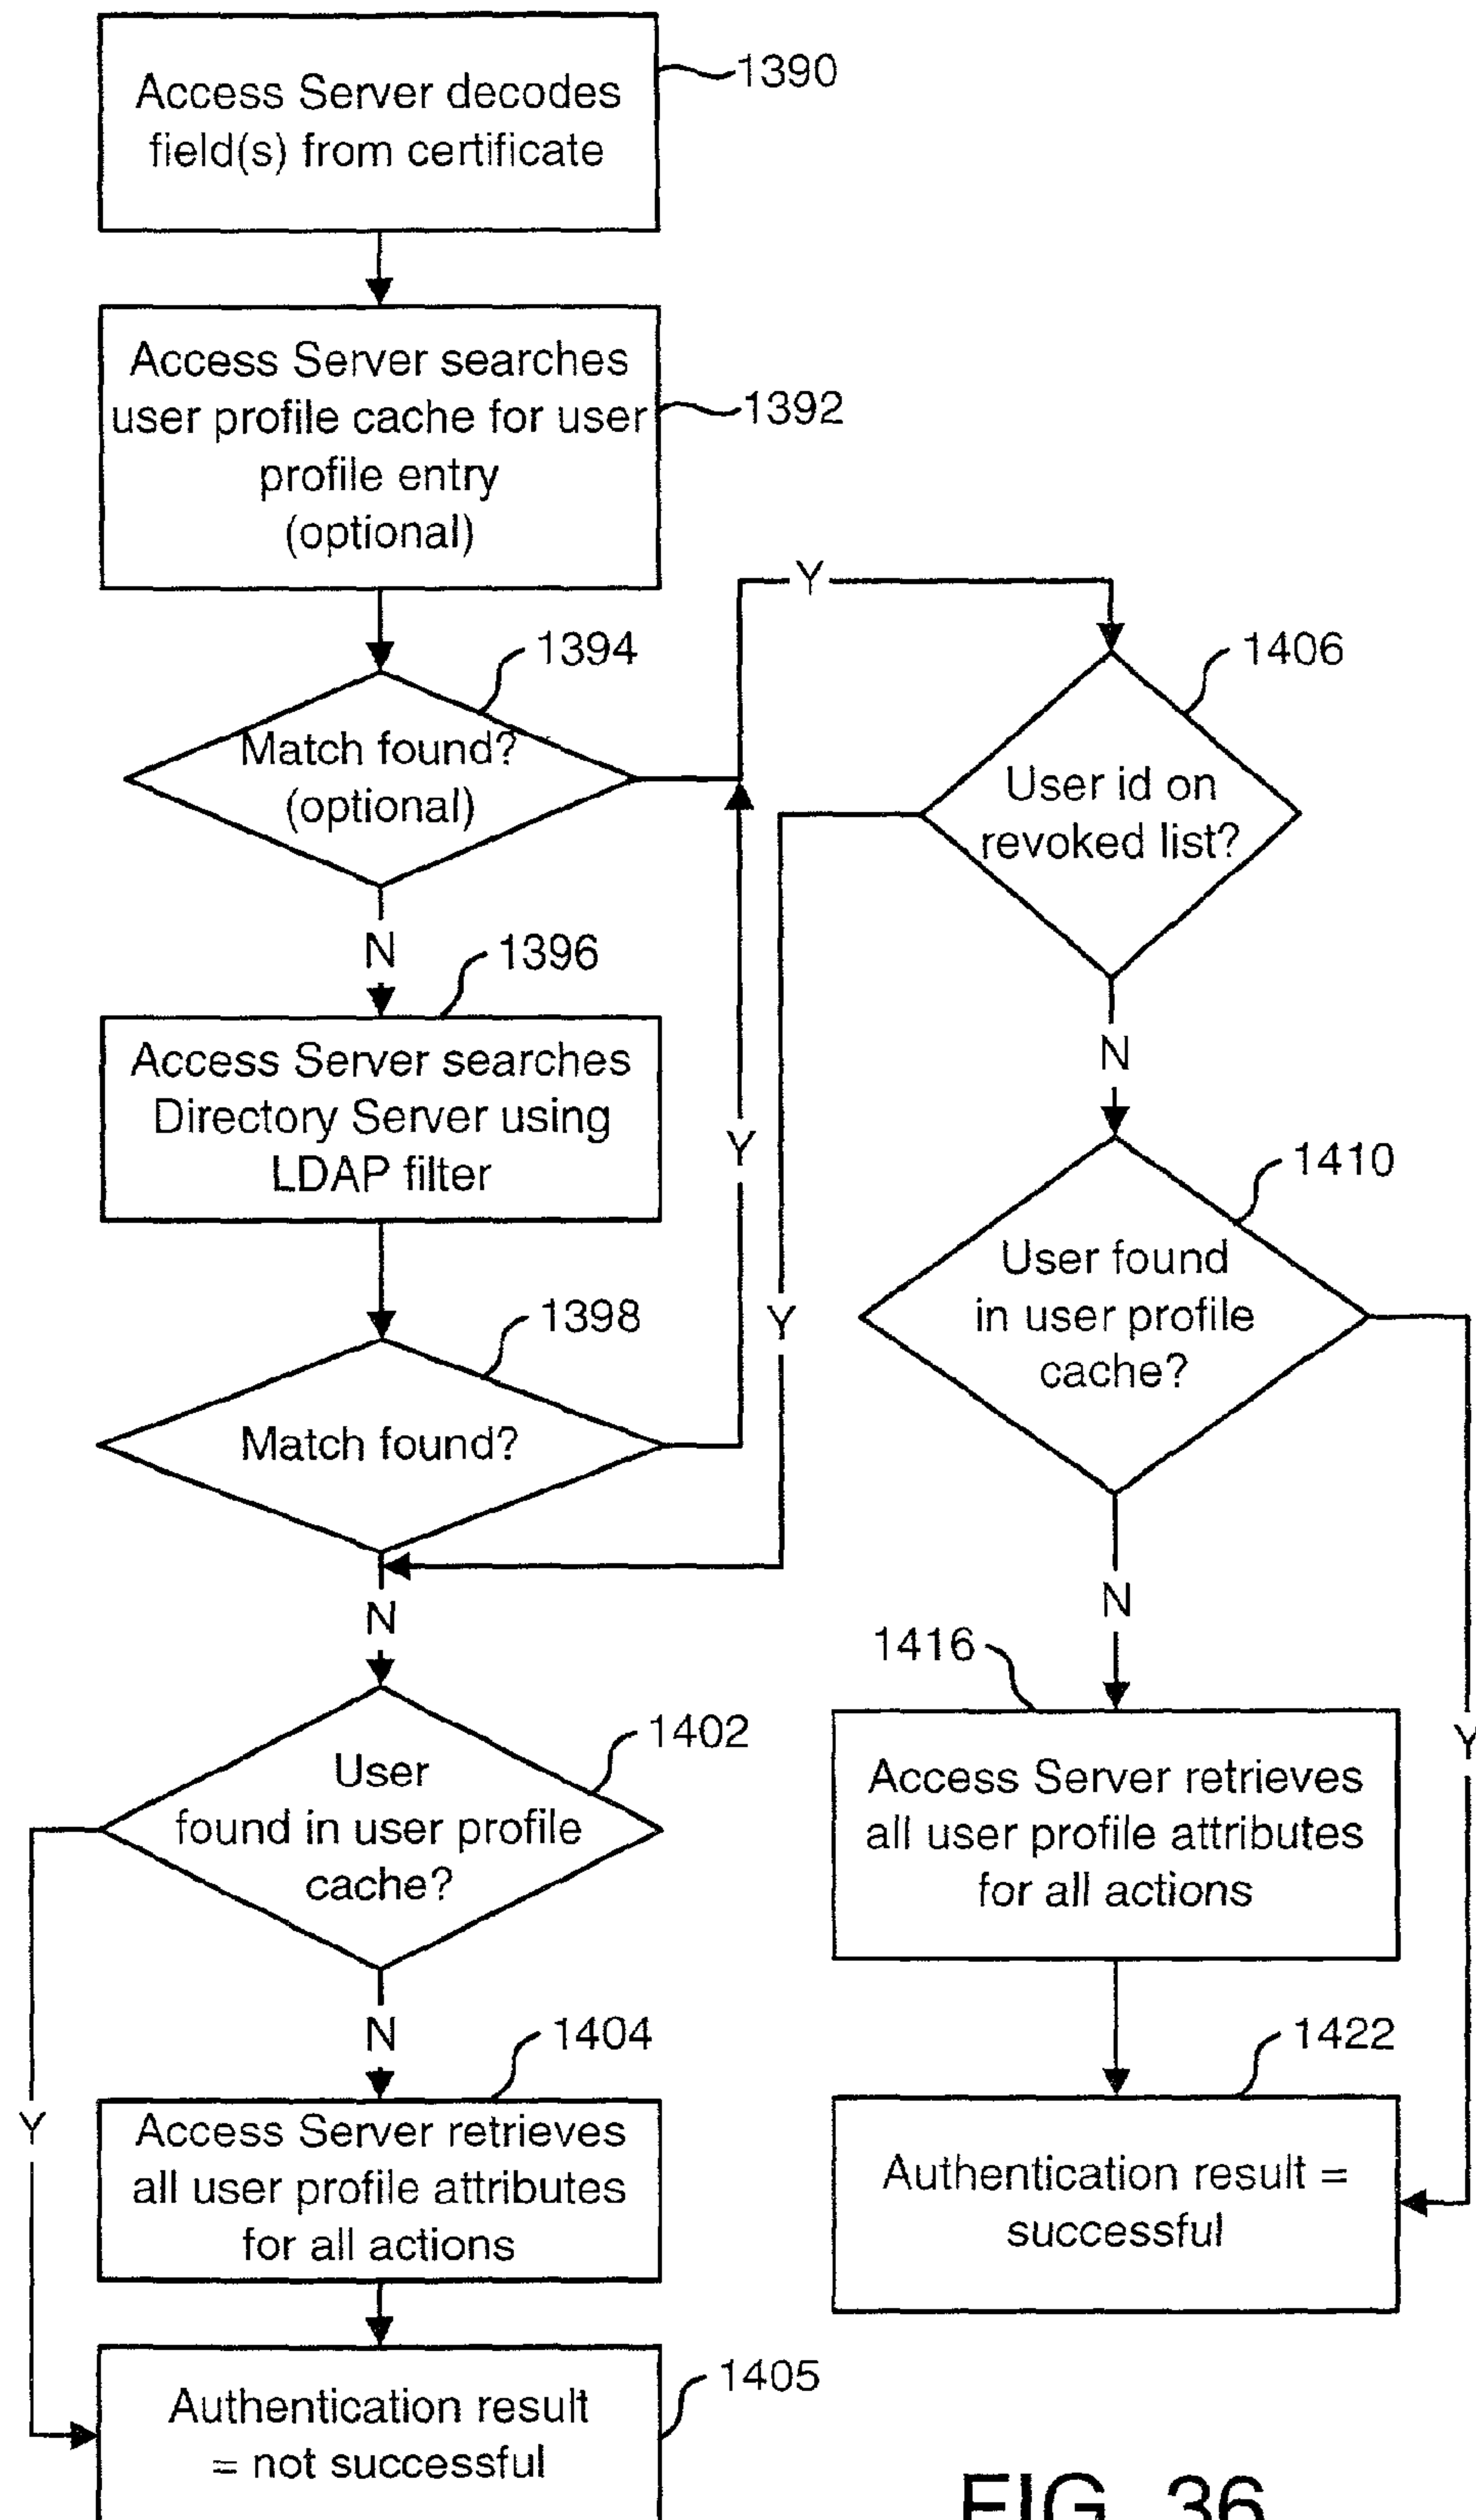 Access Server decodes
field(s) from certificate
1390
Access Server searches
user profile cache for user
profile entry
(optional)
1392
Match found?
(optional)
1394
Y
N
Access Server searches
Directory Server using
LDAP filter
1396
Match found?
1398
Y
N
User
found in user profile
cache?
1402
Y
N
Access Server retrieves
all user profile attributes
for all actions
1404
Authentication result
= not successful
1405
User id on
revoked list?
1406
Y
N
User found
in user profile
cache?
1410
Y
N
Access Server retrieves
all user profile attributes
for all actions
1416
Authentication result =
successful
1422
FIG. 36